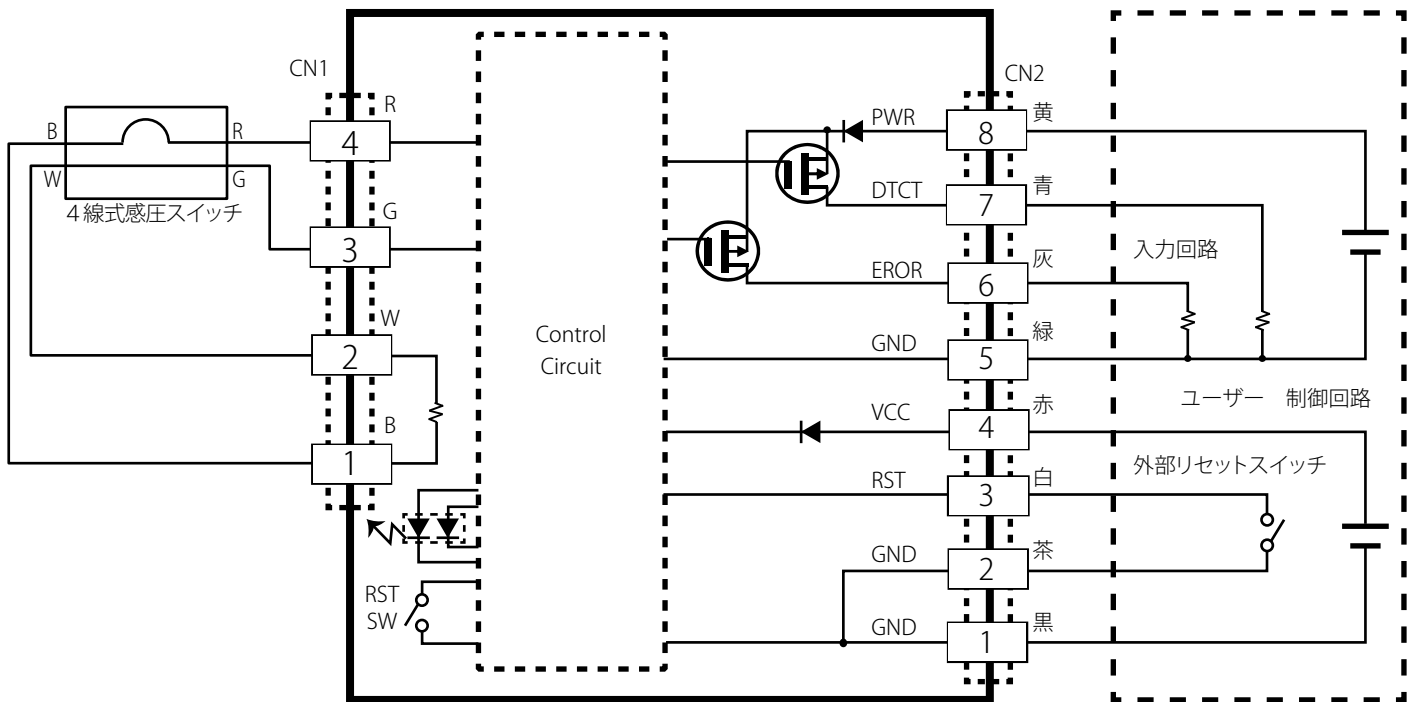 CN1
B
R
W
G
4線式感圧スイッチ
R
4
G
3
W
2
B
1
RST
SW
Control
Circuit
CN2
PWR
8
黄
DTCT
7
青
EROR
6
灰
GND
5
緑
VCC
4
赤
RST
3
白
GND
2
茶
GND
1
黒
入力回路
ユーザー 制御回路
外部リセットスイッチ